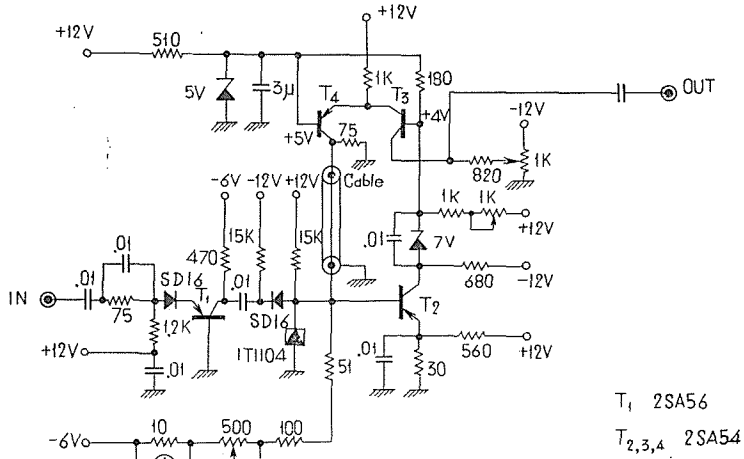 +12V
+12V
510
5V
3μ
1K
T4
T3
180
+4V
+5V
75
OUT
-12V
1K
820
Cable
-6V
-12V
+12V
15K
15K
470
1K
1K
+12V
.01
7V
680
-12V
.01
.01
SD16
T1
.01
SD16
IN
75
1.2K
+12V
.01
1T1104
51
T2
560
+12V
.01
30
-6V
10
500
100
T1 2SA56
T2,3,4 2SA54